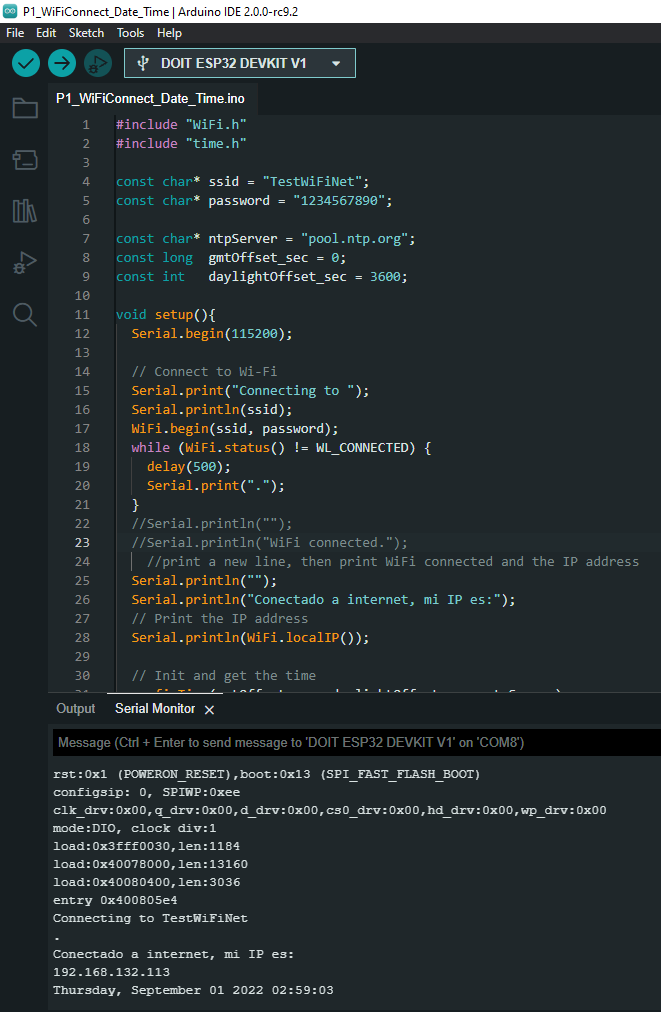 P1_WiFiConnect_Date_Time | Arduino IDE 2.0.0-rc9.2
File Edit Sketch Tools Help
DOIT ESP32 DEVKIT V1
P1_WiFiConnect_Date_Time.ino
1 #include "WiFi.h"
2 #include "time.h"
3
4 const char* ssid = "TestWiFiNet";
5 const char* password = "1234567890";
6
7 const char* ntpServer = "pool.ntp.org";
8 const long  gmtOffset_sec = 0;
9 const int   daylightOffset_sec = 3600;
10
11 void setup(){
12   Serial.begin(115200);
13
14   // Connect to Wi-Fi
15   Serial.print("Connecting to ");
16   Serial.println(ssid);
17   WiFi.begin(ssid, password);
18   while (WiFi.status() != WL_CONNECTED) {
19     delay(500);
20     Serial.print(".");
21   }
22   //Serial.println("");
23   //Serial.println("WiFi connected.");
24     //print a new line, then print WiFi connected and the IP address
25   Serial.println("");
26   Serial.println("Conectado a internet, mi IP es:");
27   // Print the IP address
28   Serial.println(WiFi.localIP());
29
30   // Init and get the time
Output Serial Monitor
Message (Ctrl + Enter to send message to 'DOIT ESP32 DEVKIT V1' on 'COM8')
rst:0x1 (POWERON_RESET),boot:0x13 (SPI_FAST_FLASH_BOOT)
configsip: 0, SPIWP:0xee
clk_drv:0x00,q_drv:0x00,d_drv:0x00,cs0_drv:0x00,hd_drv:0x00,wp_drv:0x00
mode:DIO, clock div:1
load:0x3fff0030,len:1184
load:0x40078000,len:13160
load:0x40080400,len:3036
entry 0x400805e4
Connecting to TestWiFiNet
.
Conectado a internet, mi IP es:
192.168.132.113
Thursday, September 01 2022 02:59:03